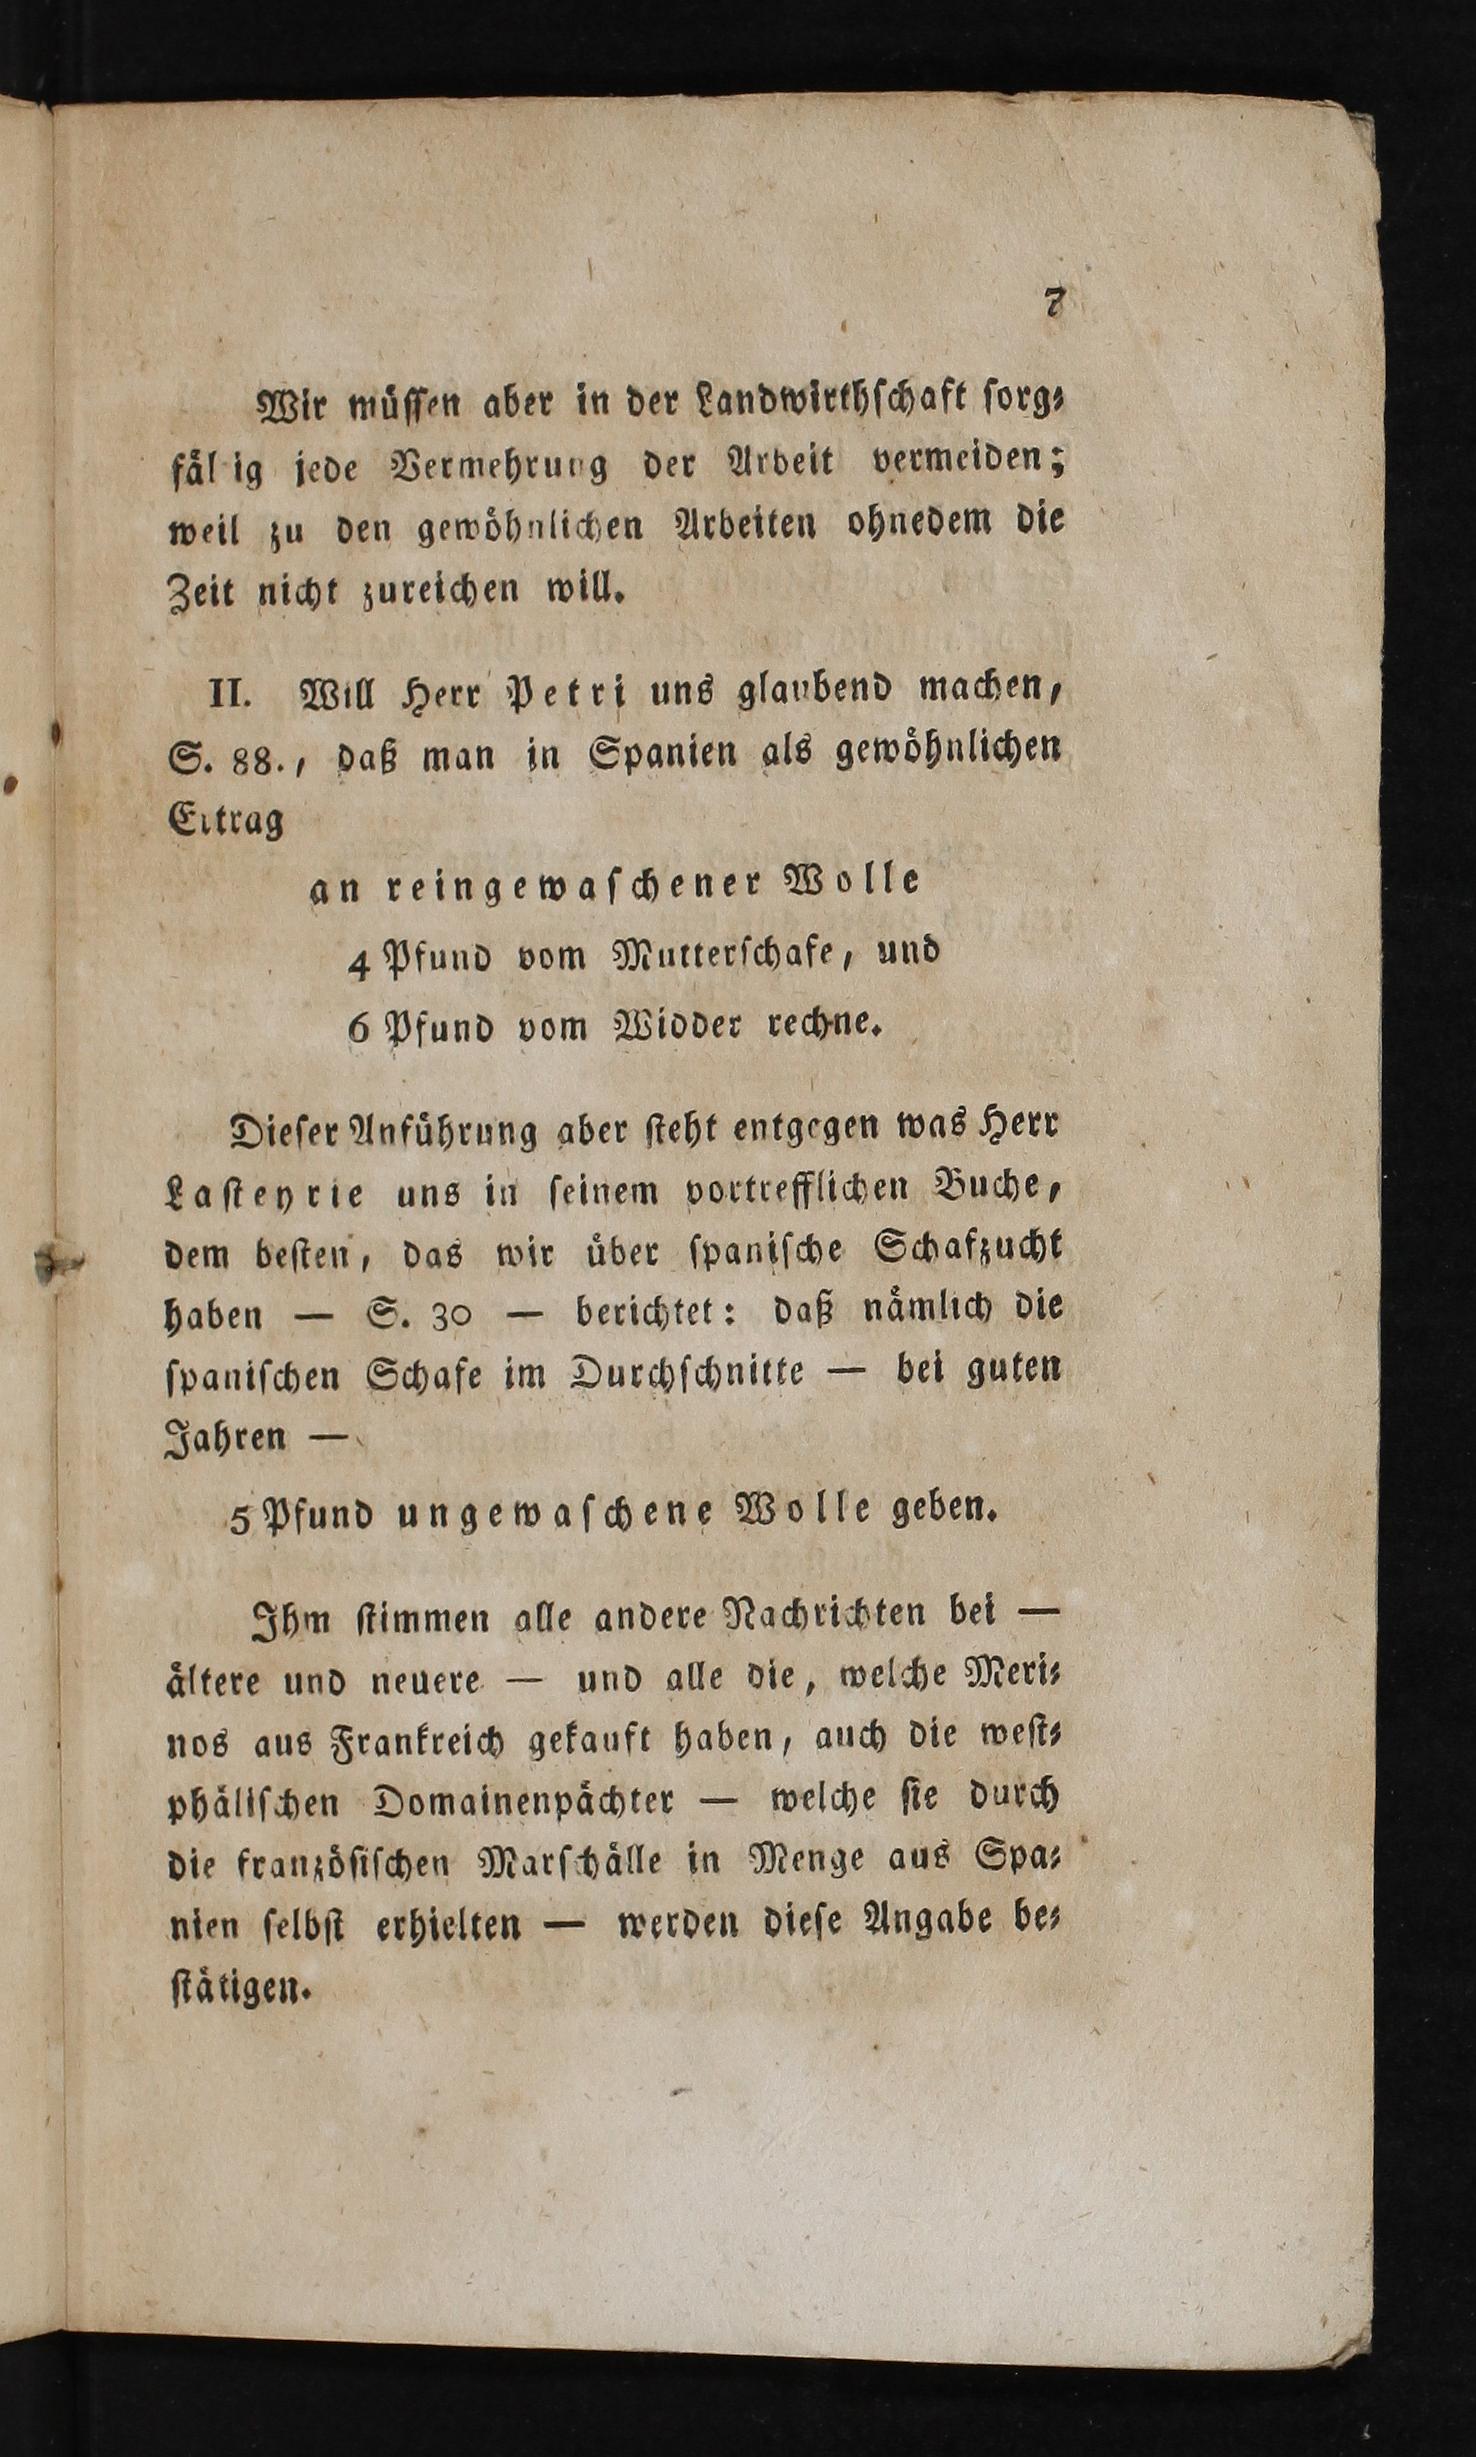 7
Wir müſſen aber in der Landwirthſchaft ſorg⸗
fältig jede Vermehrung der Arbeit vermeiden;
weil zu den gewöhnlichen Arbeiten ohnedem die
Zeit nicht zureichen will.
II. Will Herr Petri uns glaubend machen,
S. 88., daß man in Spanien als gewöhnlichen
Ertrag
an reingewaſchener Wolle
4 Pfund vom Mutterſchafe, und
6 Pfund vom Widder rechne.
Dieſer Anführung aber ſteht entgegen was Herr
Laſteyrie uns in ſeinem vortrefflichen Buche,
dem beſten, das wir über ſpaniſche Schafzucht
haben — S. 30 — berichtet: daß nämlich die
ſpaniſchen Schafe im Durchſchnitte — bei guten
Jahren —
5 Pfund ungewaſchene Wolle geben.
Ihm ſtimmen alle andere Nachrichten bei —
ältere und neuere — und alle die, welche Meri⸗
nos aus Frankreich gekauft haben, auch die weſt⸗
phäliſchen Domainenpächter — welche ſie durch
die franzöſiſchen Marſchälle in Menge aus Spa⸗
nien ſelbſt erhielten — werden dieſe Angabe be⸗
ſtätigen.